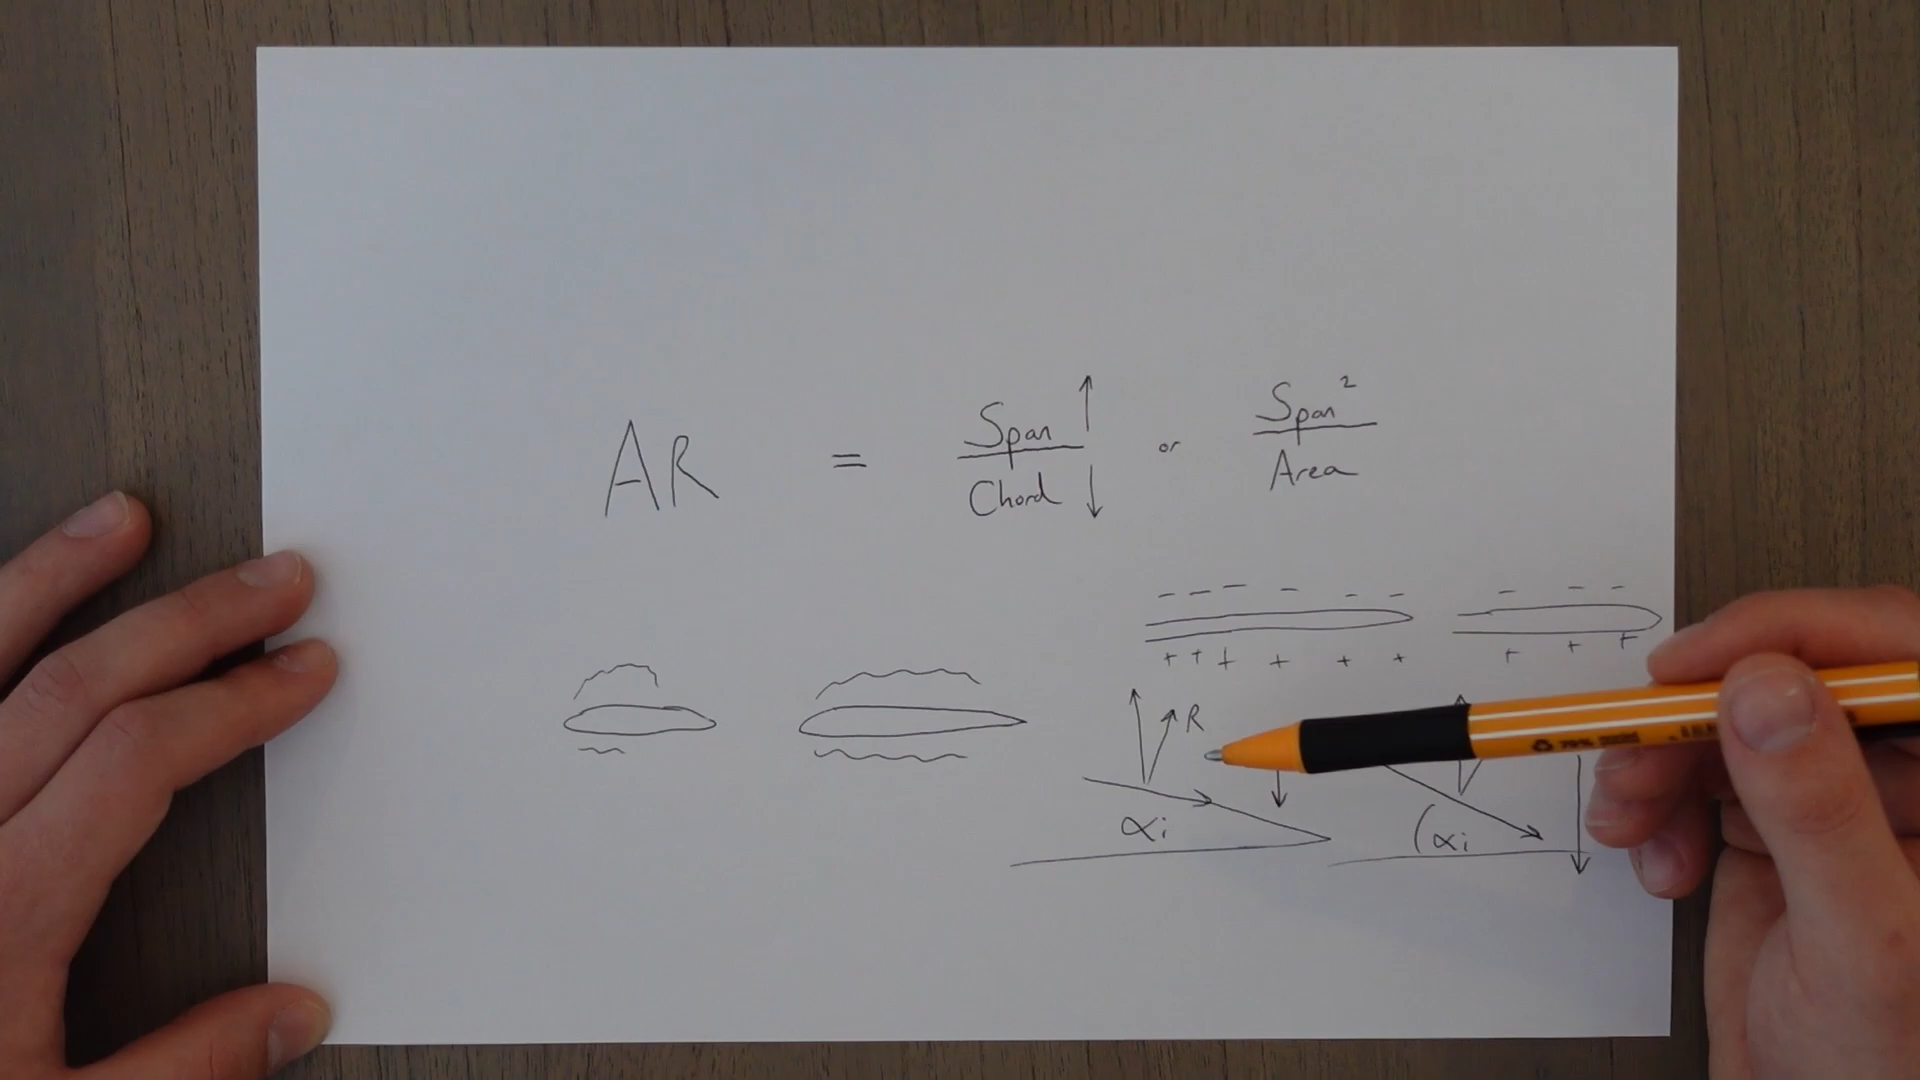 AR = Span↑ / Chord↓ or Span² / Area
- - - - - -
- - -
+ + + + + +
+ + +
R
αi
(αi